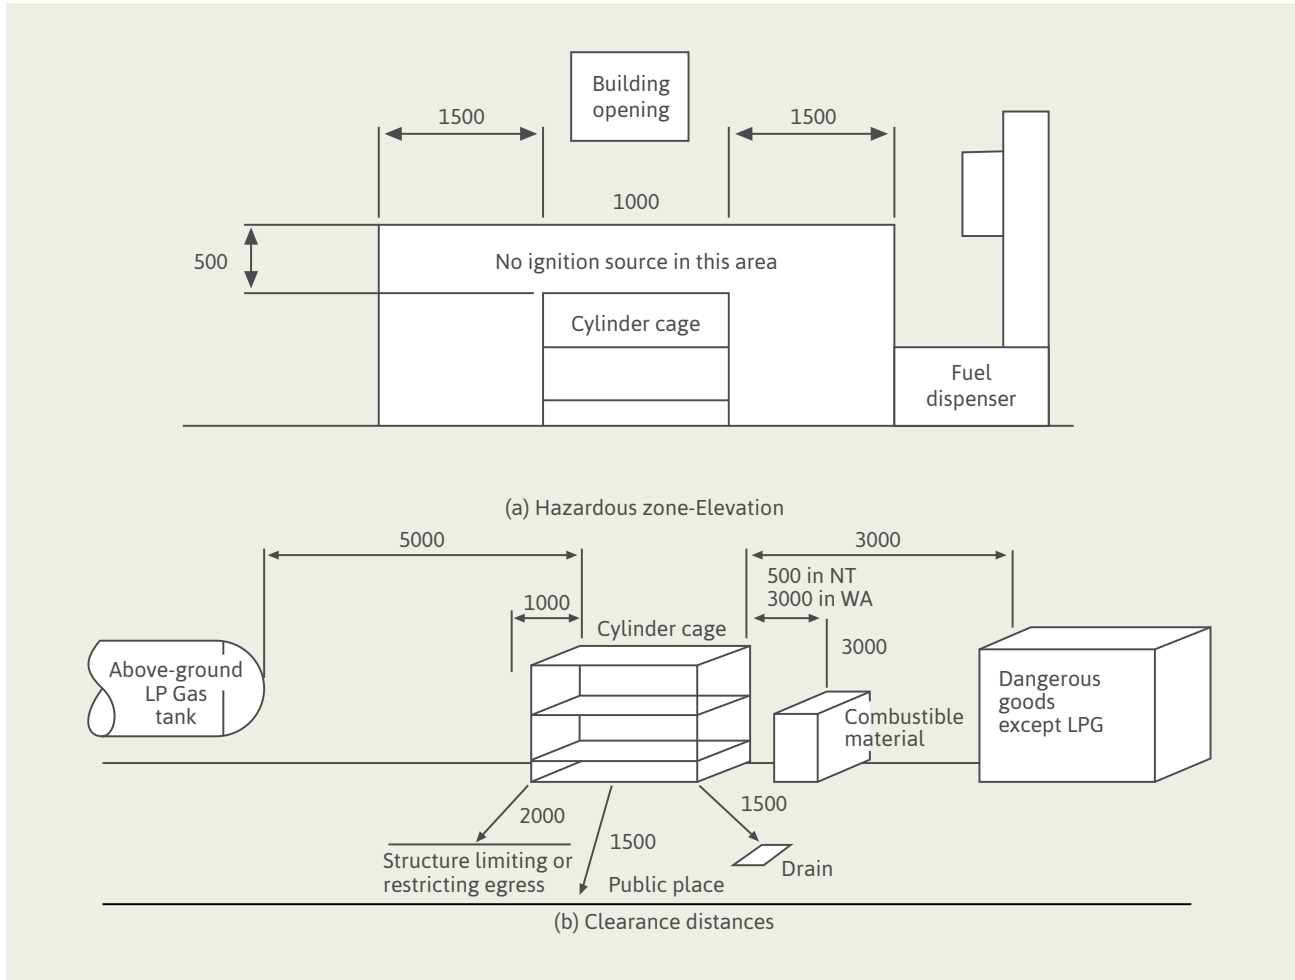 Building
opening
1500
1500
1000
500
No ignition source in this area
Cylinder cage
Fuel
dispenser
(a) Hazardous zone-Elevation
5000
3000
500 in NT
3000 in WA
1000
Cylinder cage
3000
Above-ground
LP Gas
tank
Dangerous
goods
except LPG
Combustible
material
2000
1500
1500
Structure limiting or
restricting egress
Drain
Public place
(b) Clearance distances